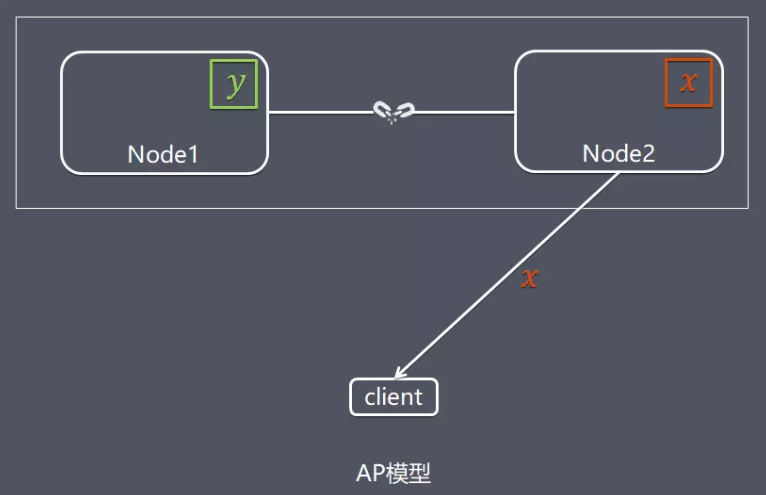 y
x
Node1
Node2
x
client
AP模型